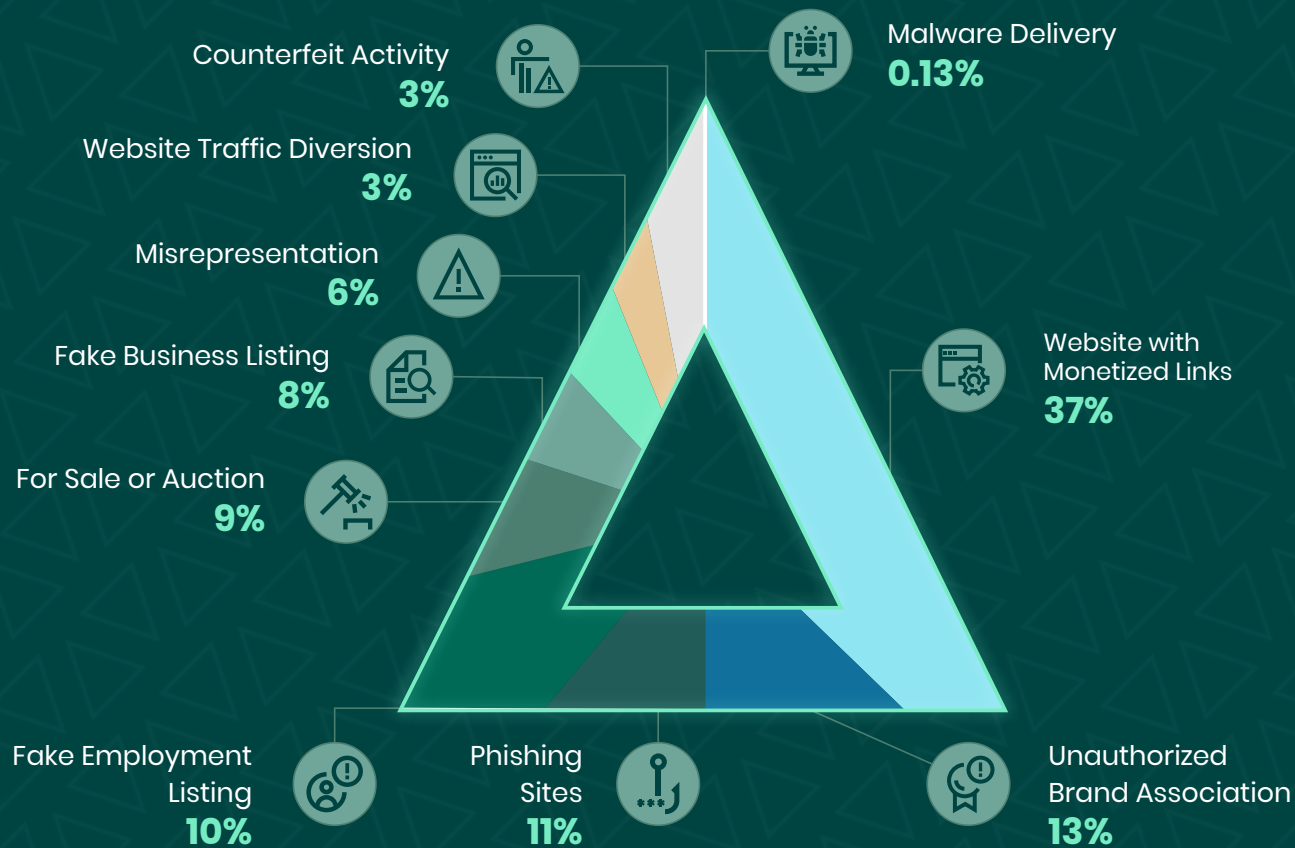 Counterfeit Activity
3%
Malware Delivery
0.13%
Website Traffic Diversion
3%
Misrepresentation
6%
Fake Business Listing
8%
Website with
Monetized Links
37%
For Sale or Auction
9%
Fake Employment
Listing
10%
Phishing
Sites
11%
Unauthorized
Brand Association
13%
***